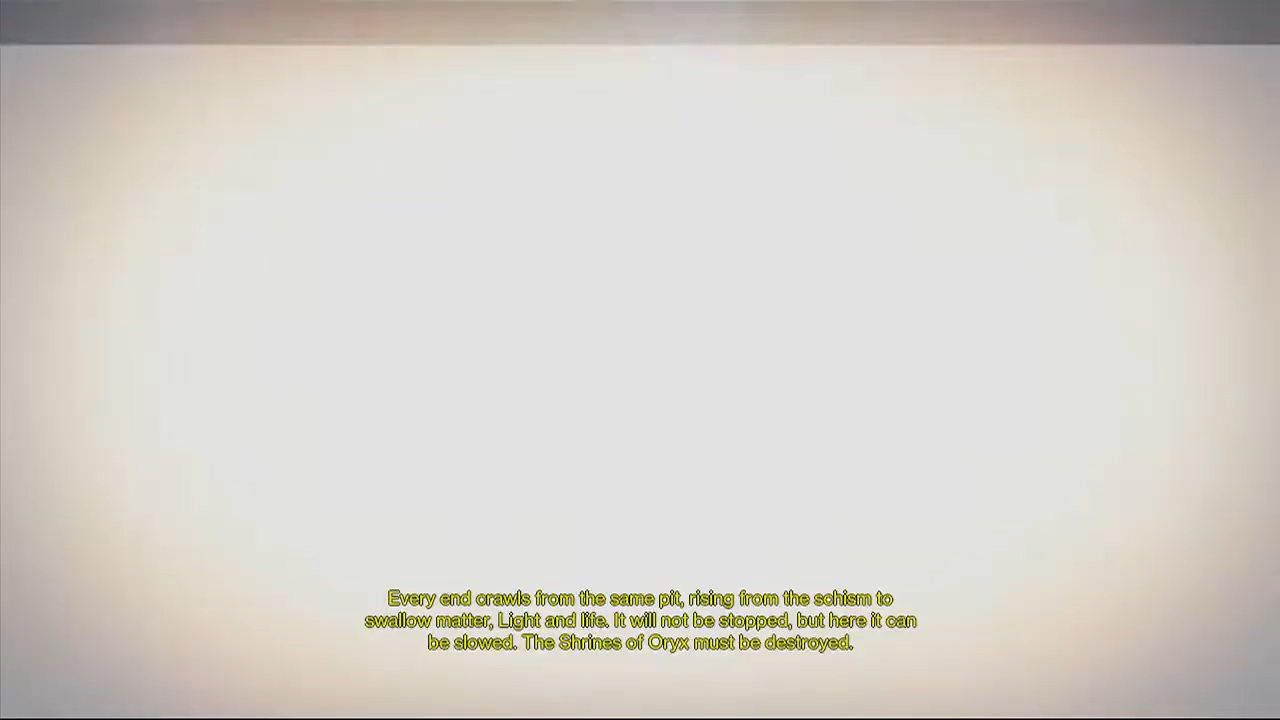 Every end crawls from the same pit, rising from the schism to
swallow matter, Light and life. It will not be stopped, but here it can
be slowed. The Shrines of Oryx must be destroyed.